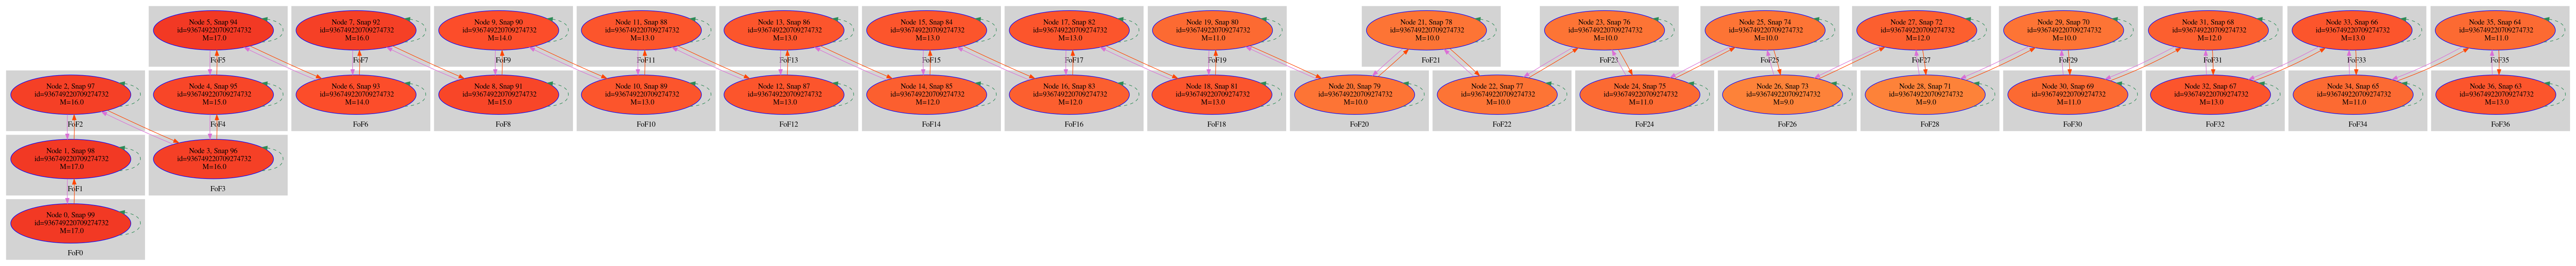 Node 5, Snap 94
id=936749220709274732
M=17.0
FoF5
Node 7, Snap 92
id=936749220709274732
M=16.0
FoF7
Node 9, Snap 90
id=936749220709274732
M=14.0
FoF9
Node 11, Snap 88
id=936749220709274732
M=13.0
FoF11
Node 13, Snap 86
id=936749220709274732
M=13.0
FoF13
Node 15, Snap 84
id=936749220709274732
M=13.0
FoF15
Node 17, Snap 82
id=936749220709274732
M=13.0
FoF17
Node 19, Snap 80
id=936749220709274732
M=11.0
FoF19
Node 21, Snap 78
id=936749220709274732
M=10.0
FoF21
Node 23, Snap 76
id=936749220709274732
M=10.0
FoF23
Node 25, Snap 74
id=936749220709274732
M=10.0
FoF25
Node 27, Snap 72
id=936749220709274732
M=12.0
FoF27
Node 29, Snap 70
id=936749220709274732
M=10.0
FoF29
Node 31, Snap 68
id=936749220709274732
M=12.0
FoF31
Node 33, Snap 66
id=936749220709274732
M=13.0
FoF33
Node 35, Snap 64
id=936749220709274732
M=11.0
FoF35
Node 2, Snap 97
id=936749220709274732
M=16.0
FoF2
Node 4, Snap 95
id=936749220709274732
M=15.0
FoF4
Node 6, Snap 93
id=936749220709274732
M=14.0
FoF6
Node 8, Snap 91
id=936749220709274732
M=15.0
FoF8
Node 10, Snap 89
id=936749220709274732
M=13.0
FoF10
Node 12, Snap 87
id=936749220709274732
M=13.0
FoF12
Node 14, Snap 85
id=936749220709274732
M=12.0
FoF14
Node 16, Snap 83
id=936749220709274732
M=12.0
FoF16
Node 18, Snap 81
id=936749220709274732
M=13.0
FoF18
Node 20, Snap 79
id=936749220709274732
M=10.0
FoF20
Node 22, Snap 77
id=936749220709274732
M=10.0
FoF22
Node 24, Snap 75
id=936749220709274732
M=11.0
FoF24
Node 26, Snap 73
id=936749220709274732
M=9.0
FoF26
Node 28, Snap 71
id=936749220709274732
M=9.0
FoF28
Node 30, Snap 69
id=936749220709274732
M=11.0
FoF30
Node 32, Snap 67
id=936749220709274732
M=13.0
FoF32
Node 34, Snap 65
id=936749220709274732
M=11.0
FoF34
Node 36, Snap 63
id=936749220709274732
M=13.0
FoF36
Node 1, Snap 98
id=936749220709274732
M=17.0
FoF1
Node 3, Snap 96
id=936749220709274732
M=16.0
FoF3
Node 0, Snap 99
id=936749220709274732
M=17.0
FoF0